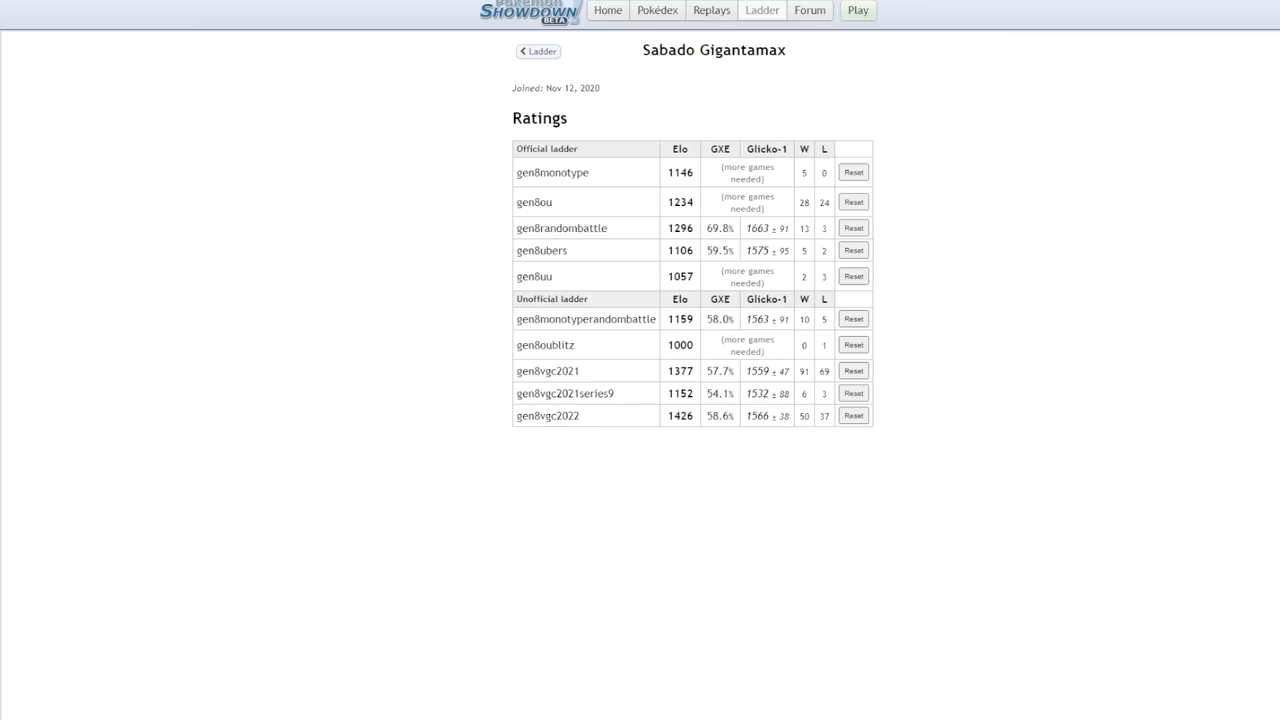 Pokémon
SHOWDOWN
BETA
Home Pokédex Replays Ladder Forum Play
Ladder
Sabado Gigantamax
Joined: Nov 12, 2020
Ratings
Official ladder Elo GXE Glicko-1 W L
gen8monotype 1146 (more games needed) 5 0 Reset
gen8ou 1234 (more games needed) 28 24 Reset
gen8randombattle 1296 69.8% 1663 ± 91 13 3 Reset
gen8ubers 1106 59.5% 1575 ± 95 5 2 Reset
gen8uu 1057 (more games needed) 2 3 Reset
Unofficial ladder Elo GXE Glicko-1 W L
gen8monotyperandombattle 1159 58.0% 1563 ± 91 10 5 Reset
gen8oublitz 1000 (more games needed) 0 1 Reset
gen8vgc2021 1377 57.7% 1559 ± 47 91 69 Reset
gen8vgc2021series9 1152 54.1% 1532 ± 88 6 3 Reset
gen8vgc2022 1426 58.6% 1566 ± 38 50 37 Reset